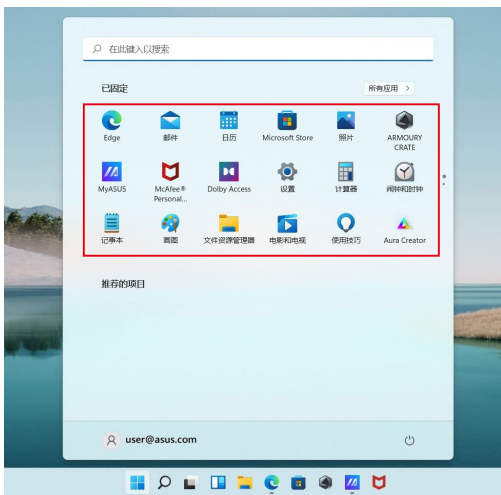 在此键入以搜索
已固定
所有应用 >
Edge
邮件
日历
Microsoft Store
照片
ARMOURY CRATE
MyASUS
McAfee® Personal...
Dolby Access
设置
计算器
闹钟和时钟
记事本
画图
文件资源管理器
电影和电视
使用技巧
Aura Creator
推荐的项目
user@asus.com